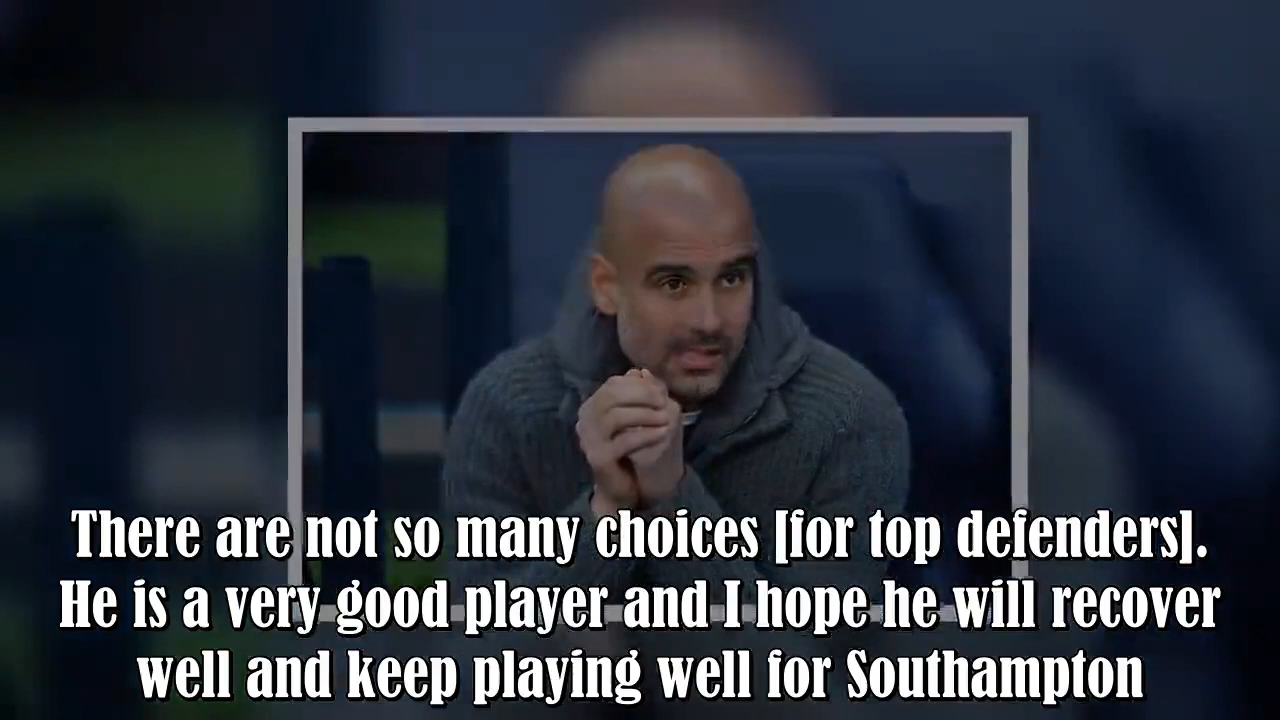 There are not so many choices [for top defenders].
He is a very good player and I hope he will recover
well and keep playing well for Southampton